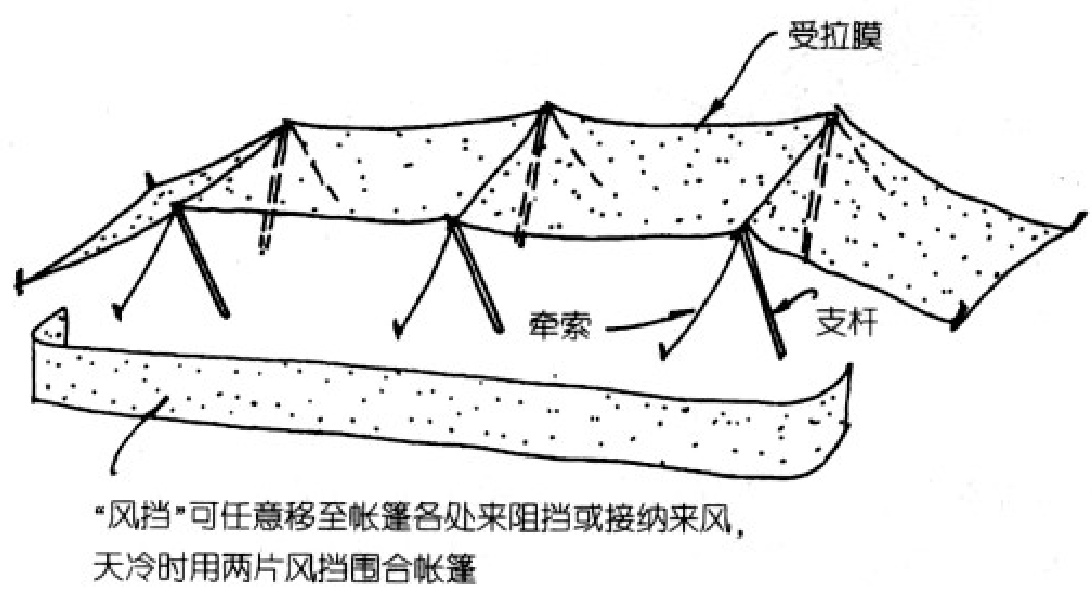 受拉膜
牵索
支杆
“风挡”可任意移至帐篷各处来阻挡或接纳来风，
天冷时用两片风挡围合帐篷